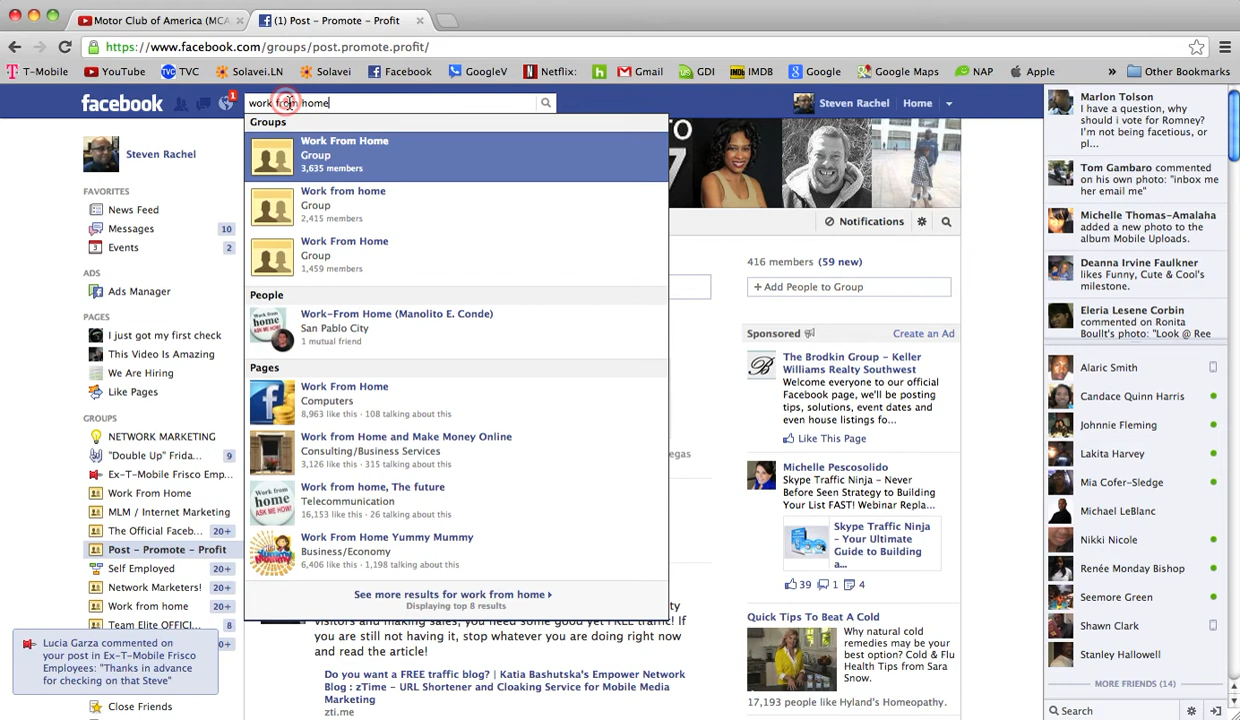 Motor Club of America (MCA
(1) Post – Promote – Profit
https://www.facebook.com/groups/post.promote.profit/
T-Mobile YouTube TVC Solavei.LN Solavei Facebook GoogleV Netflix: h Gmail GDI IMDB Google Google Maps NAP Apple » Other Bookmarks
facebook
1
work from home
Steven Rachel Home
Groups
Work From Home
Group
3,635 members
Work from home
Group
2,415 members
Work From Home
Group
1,459 members
People
Work-From Home (Manolito E. Conde)
San Pablo City
1 mutual friend
Pages
Work From Home
Computers
8,963 like this · 108 talking about this
Work from Home and Make Money Online
Consulting/Business Services
3,126 like this · 315 talking about this
Work from home, The future
Telecommunication
16,153 like this · 26 talking about this
Work From Home Yummy Mummy
Business/Economy
6,406 like this · 1,198 talking about this
See more results for work from home
Displaying top 8 results
Steven Rachel
FAVORITES
News Feed
Messages 10
Events 2
ADS
Ads Manager
PAGES
I just got my first check
This Video Is Amazing
We Are Hiring
Like Pages
GROUPS
NETWORK MARKETING
"Double Up" Frida... 9
Ex-T-Mobile Frisco Emp...
Work From Home
MLM / Internet Marketing
The Official Faceb... 20+
Post – Promote – Profit
Self Employed 20+
Network Marketers! 20+
Work from home 20+
Team Elite OFFICI... 8
Lucia Garza commented on
your post in Ex-T-Mobile Frisco
Employees: "Thanks in advance
for checking on that Steve"
Close Friends
Notifications
416 members (59 new)
+ Add People to Group
Sponsored Create an Ad
The Brodkin Group – Keller
Williams Realty Southwest
Welcome everyone to our official
Facebook page, we'll be posting
tips, solutions, event dates and
even house listings fo...
Like This Page
Michelle Pescosolido
Skype Traffic Ninja – Never
Before Seen Strategy to Building
Your List FAST! Webinar Repla...
Skype Traffic Ninja
– Your Ultimate
Guide to Building
a...
39 1 4
Quick Tips To Beat A Cold
Why natural cold
remedies may be your
best option? Cold & Flu
Health Tips from Sara
Snow.
17,193 people like Hyland's Homeopathy.
visitors and making sales, you need some good yet FREE traffic! If
you are still not having it, stop whatever you are doing right now
and read the article!
Do you want a FREE traffic blog? | Katia Bashutska's Empower Network
Blog : zTime – URL Shortener and Cloaking Service for Mobile Media
Marketing
zti.me
Marlon Tolson
I have a question, why
should i vote for Romney?
I'm not being facetious, or
pl...
Tom Gambaro commented
on his own photo: "inbox me
her email me"
Michelle Thomas-Amalaha
added a new photo to the
album Mobile Uploads.
Deanna Irvine Faulkner
likes Funny, Cute & Cool's
milestone.
Eleria Lesene Corbin
commented on Ronita
Boullt's photo: "Look @ Ree
Alaric Smith
Candace Quinn Harris
Johnnie Fleming
Lakita Harvey
Mia Cofer-Sledge
Michael LeBlanc
Nikki Nicole
Renée Monday Bishop
Seemore Green
Shawn Clark
Stanley Hallowell
MORE FRIENDS (14)
Search